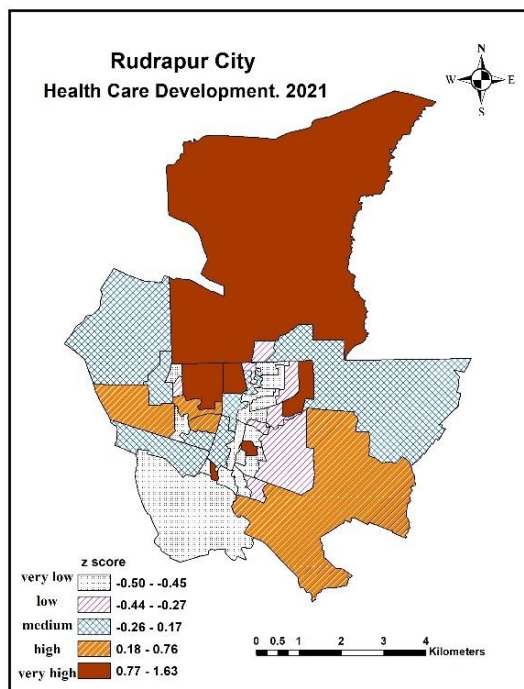 Rudrapur City
Health Care Development. 2021
N
W E
S
z score
very low -0.50 - -0.45
low -0.44 - -0.27
medium -0.26 - 0.17
high 0.18 - 0.76
very high 0.77 - 1.63
0 0.5 1 2 3 4
Kilometers